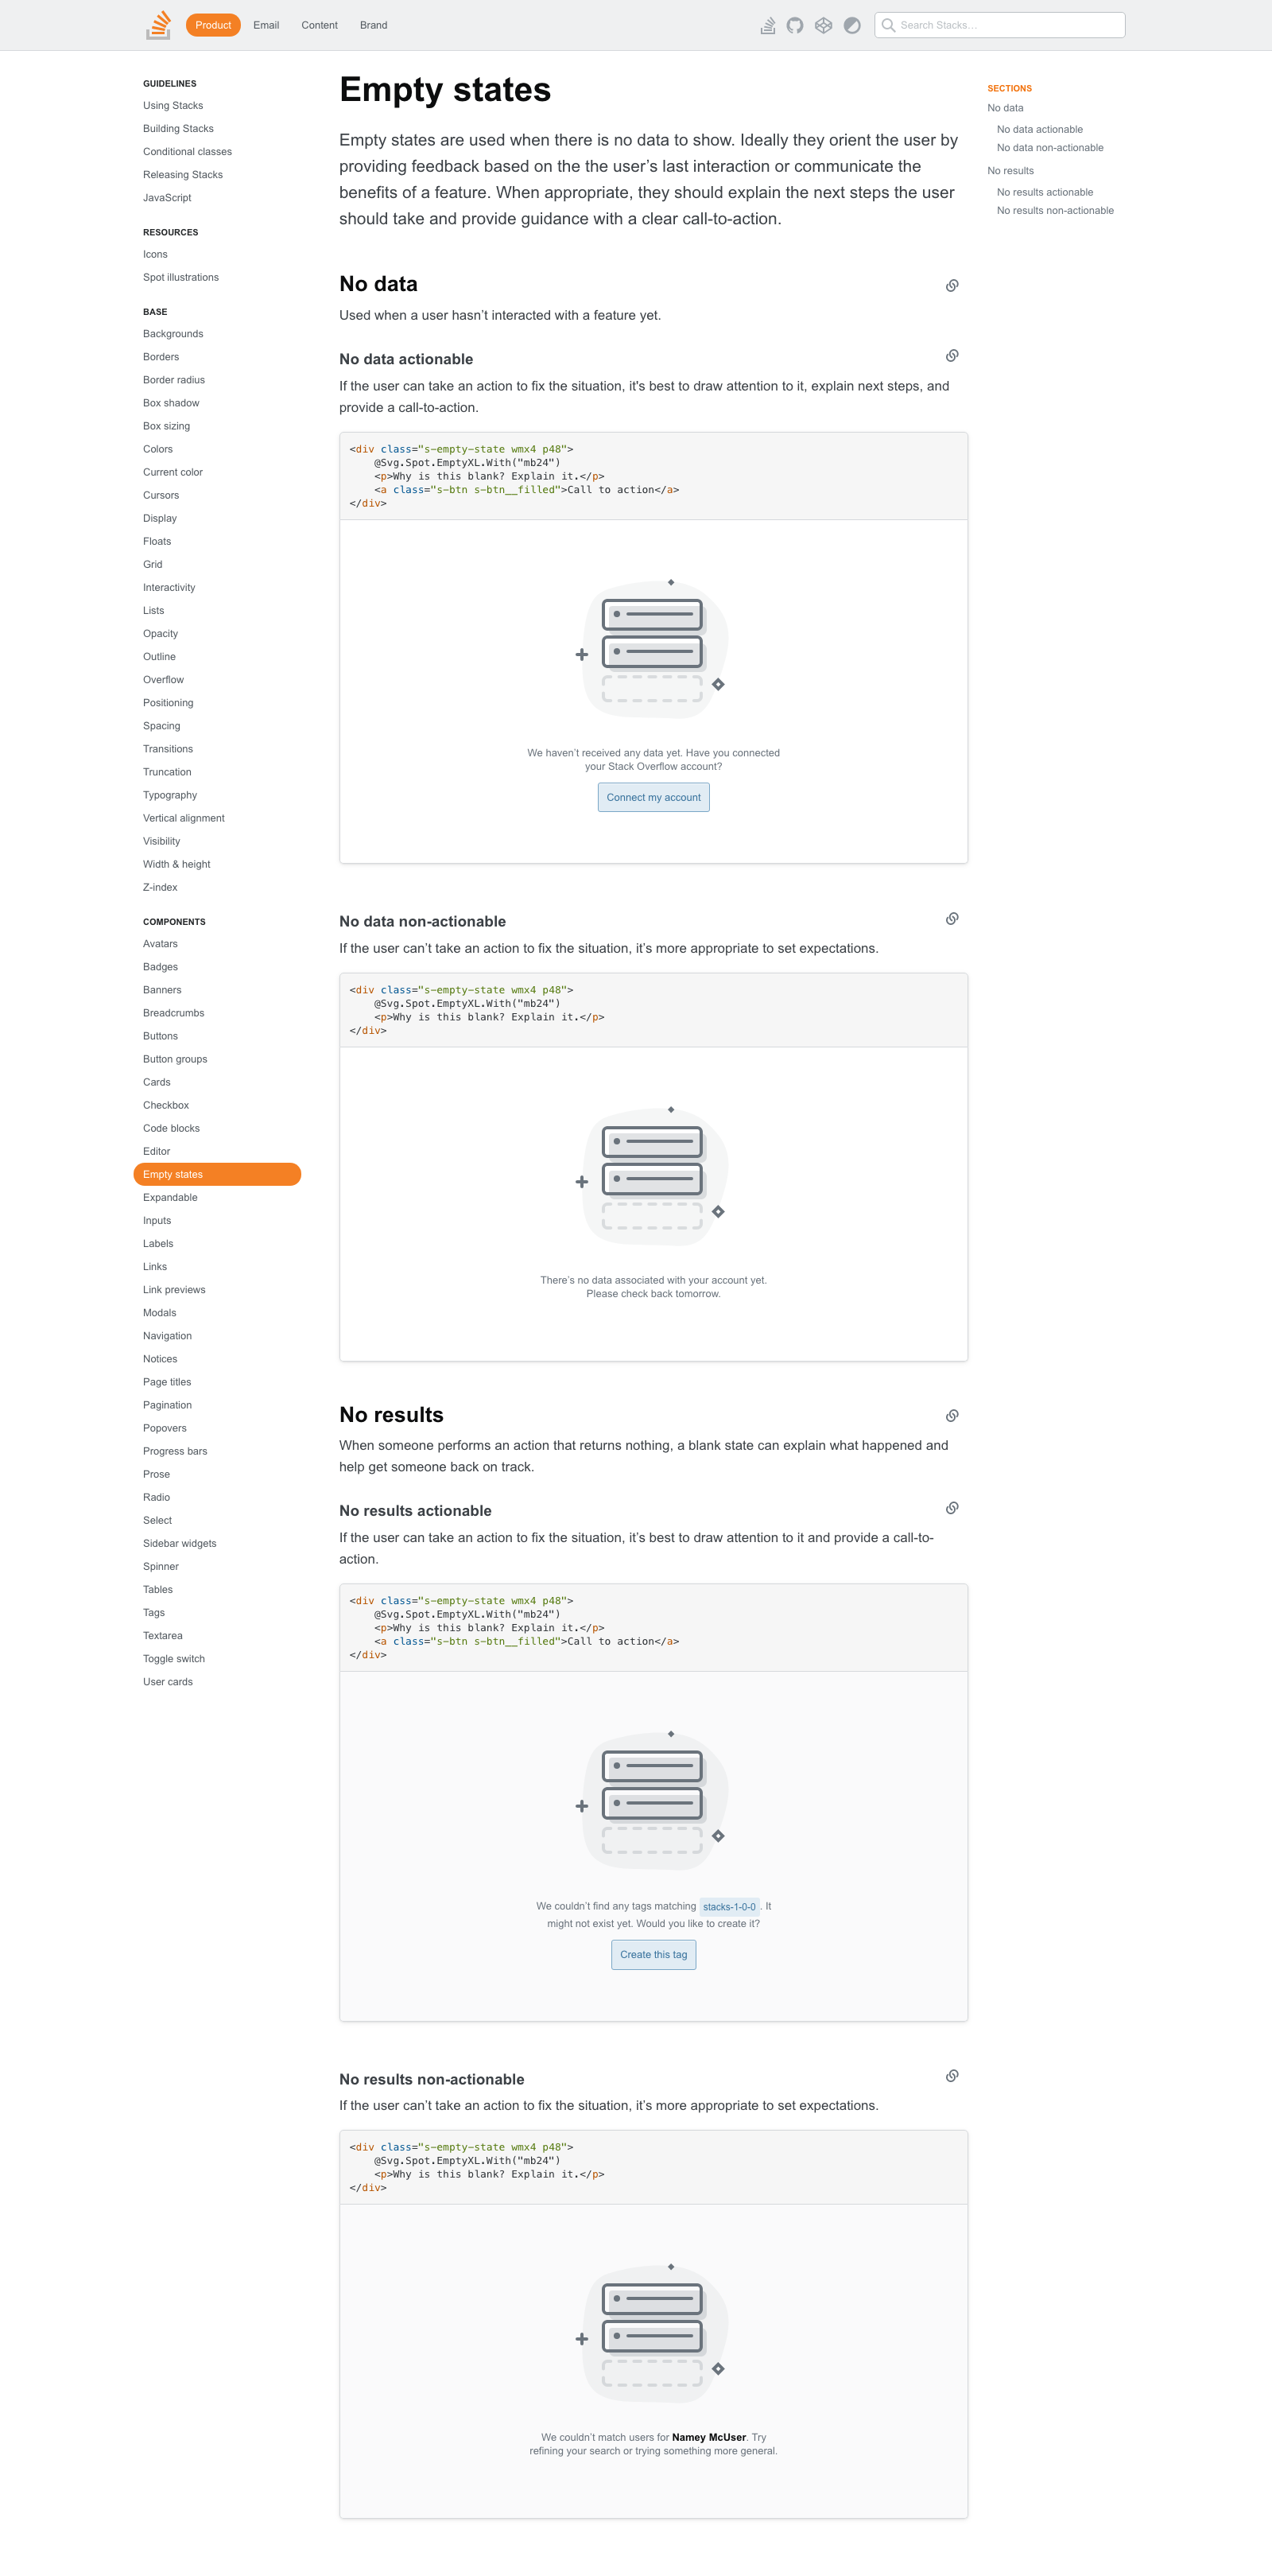 Product
Email
Content
Brand
Search Stacks…
GUIDELINES
Using Stacks
Building Stacks
Conditional classes
Releasing Stacks
JavaScript
RESOURCES
Icons
Spot illustrations
BASE
Backgrounds
Borders
Border radius
Box shadow
Box sizing
Colors
Current color
Cursors
Display
Floats
Grid
Interactivity
Lists
Opacity
Outline
Overflow
Positioning
Spacing
Transitions
Truncation
Typography
Vertical alignment
Visibility
Width & height
Z-index
COMPONENTS
Avatars
Badges
Banners
Breadcrumbs
Buttons
Button groups
Cards
Checkbox
Code blocks
Editor
Empty states
Expandable
Inputs
Labels
Links
Link previews
Modals
Navigation
Notices
Page titles
Pagination
Popovers
Progress bars
Prose
Radio
Select
Sidebar widgets
Spinner
Tables
Tags
Textarea
Toggle switch
User cards
Empty states
Empty states are used when there is no data to show. Ideally they orient the user by
providing feedback based on the the user’s last interaction or communicate the
benefits of a feature. When appropriate, they should explain the next steps the user
should take and provide guidance with a clear call-to-action.
No data
Used when a user hasn’t interacted with a feature yet.
No data actionable
If the user can take an action to fix the situation, it's best to draw attention to it, explain next steps, and
provide a call-to-action.
<div class="s-empty-state wmx4 p48">
    @Svg.Spot.EmptyXL.With("mb24")
    <p>Why is this blank? Explain it.</p>
    <a class="s-btn s-btn__filled">Call to action</a>
</div>
We haven’t received any data yet. Have you connected
your Stack Overflow account?
Connect my account
No data non-actionable
If the user can’t take an action to fix the situation, it’s more appropriate to set expectations.
<div class="s-empty-state wmx4 p48">
    @Svg.Spot.EmptyXL.With("mb24")
    <p>Why is this blank? Explain it.</p>
</div>
There’s no data associated with your account yet.
Please check back tomorrow.
No results
When someone performs an action that returns nothing, a blank state can explain what happened and
help get someone back on track.
No results actionable
If the user can take an action to fix the situation, it’s best to draw attention to it and provide a call-to-
action.
<div class="s-empty-state wmx4 p48">
    @Svg.Spot.EmptyXL.With("mb24")
    <p>Why is this blank? Explain it.</p>
    <a class="s-btn s-btn__filled">Call to action</a>
</div>
We couldn’t find any tags matching stacks-1-0-0. It
might not exist yet. Would you like to create it?
Create this tag
No results non-actionable
If the user can’t take an action to fix the situation, it’s more appropriate to set expectations.
<div class="s-empty-state wmx4 p48">
    @Svg.Spot.EmptyXL.With("mb24")
    <p>Why is this blank? Explain it.</p>
</div>
We couldn’t match users for Namey McUser. Try
refining your search or trying something more general.
SECTIONS
No data
No data actionable
No data non-actionable
No results
No results actionable
No results non-actionable